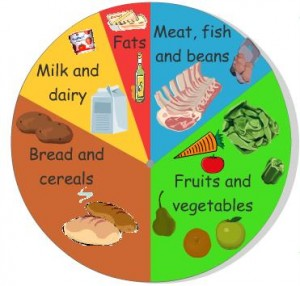 Fats
Meat, fish
and beans
Milk and
dairy
Bread and
cereals
Fruits and
vegetables